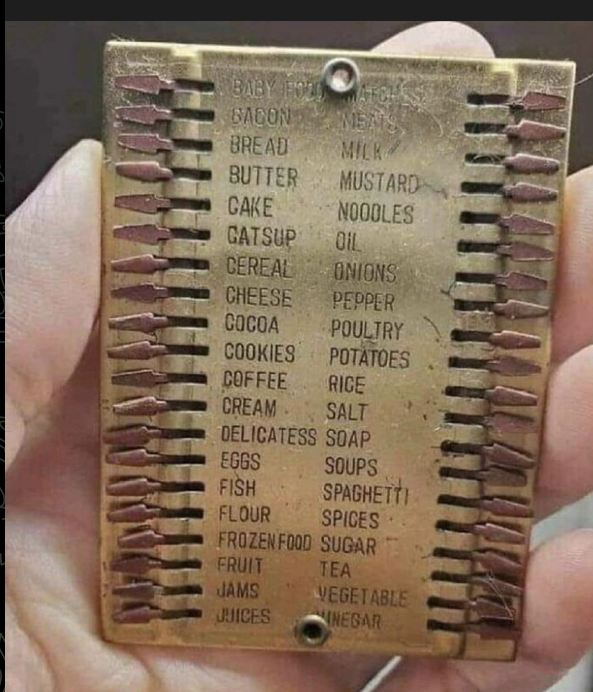 BABY FOOD MATCHES
BACON MEATS
BREAD MILK
BUTTER MUSTARD
CAKE NOODLES
CATSUP OIL
CEREAL ONIONS
CHEESE PEPPER
COCOA POULTRY
COOKIES POTATOES
COFFEE RICE
CREAM SALT
DELICATESS SOAP
EGGS SOUPS
FISH SPAGHETTI
FLOUR SPICES
FROZEN FOOD SUGAR
FRUIT TEA
JAMS VEGETABLE
JUICES VINEGAR